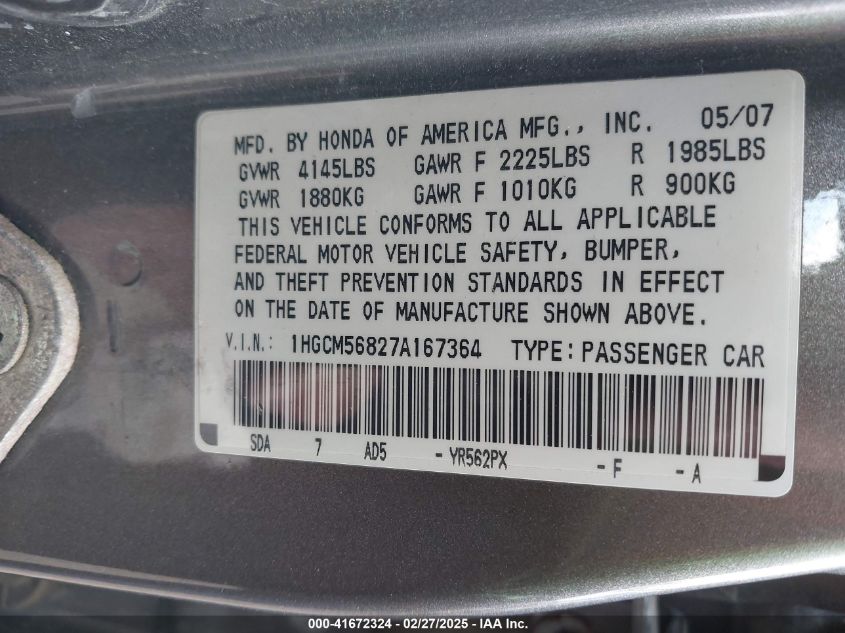 MFD. BY HONDA OF AMERICA MFG., INC. 05/07
GVWR 4145LBS GAWR F 2225LBS R 1985LBS
GVWR 1880KG GAWR F 1010KG R 900KG
THIS VEHICLE CONFORMS TO ALL APPLICABLE
FEDERAL MOTOR VEHICLE SAFETY, BUMPER,
AND THEFT PREVENTION STANDARDS IN EFFECT
ON THE DATE OF MANUFACTURE SHOWN ABOVE.
V.I.N.: 1HGCM56827A167364 TYPE: PASSENGER CAR
SDA 7 AD5 - YR562PX - F - A
000-41672324 / 02/27/2025 / IAA Inc.